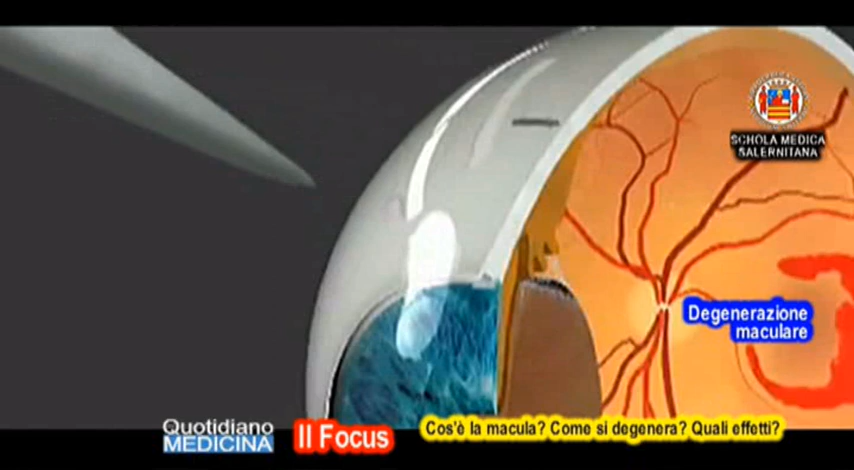 SCHOLA MEDICA
SALERNITANA
Degenerazione
maculare
Quotidiano
MEDICINA
Il Focus
Cos'è la macula? Come si degenera? Quali effetti?